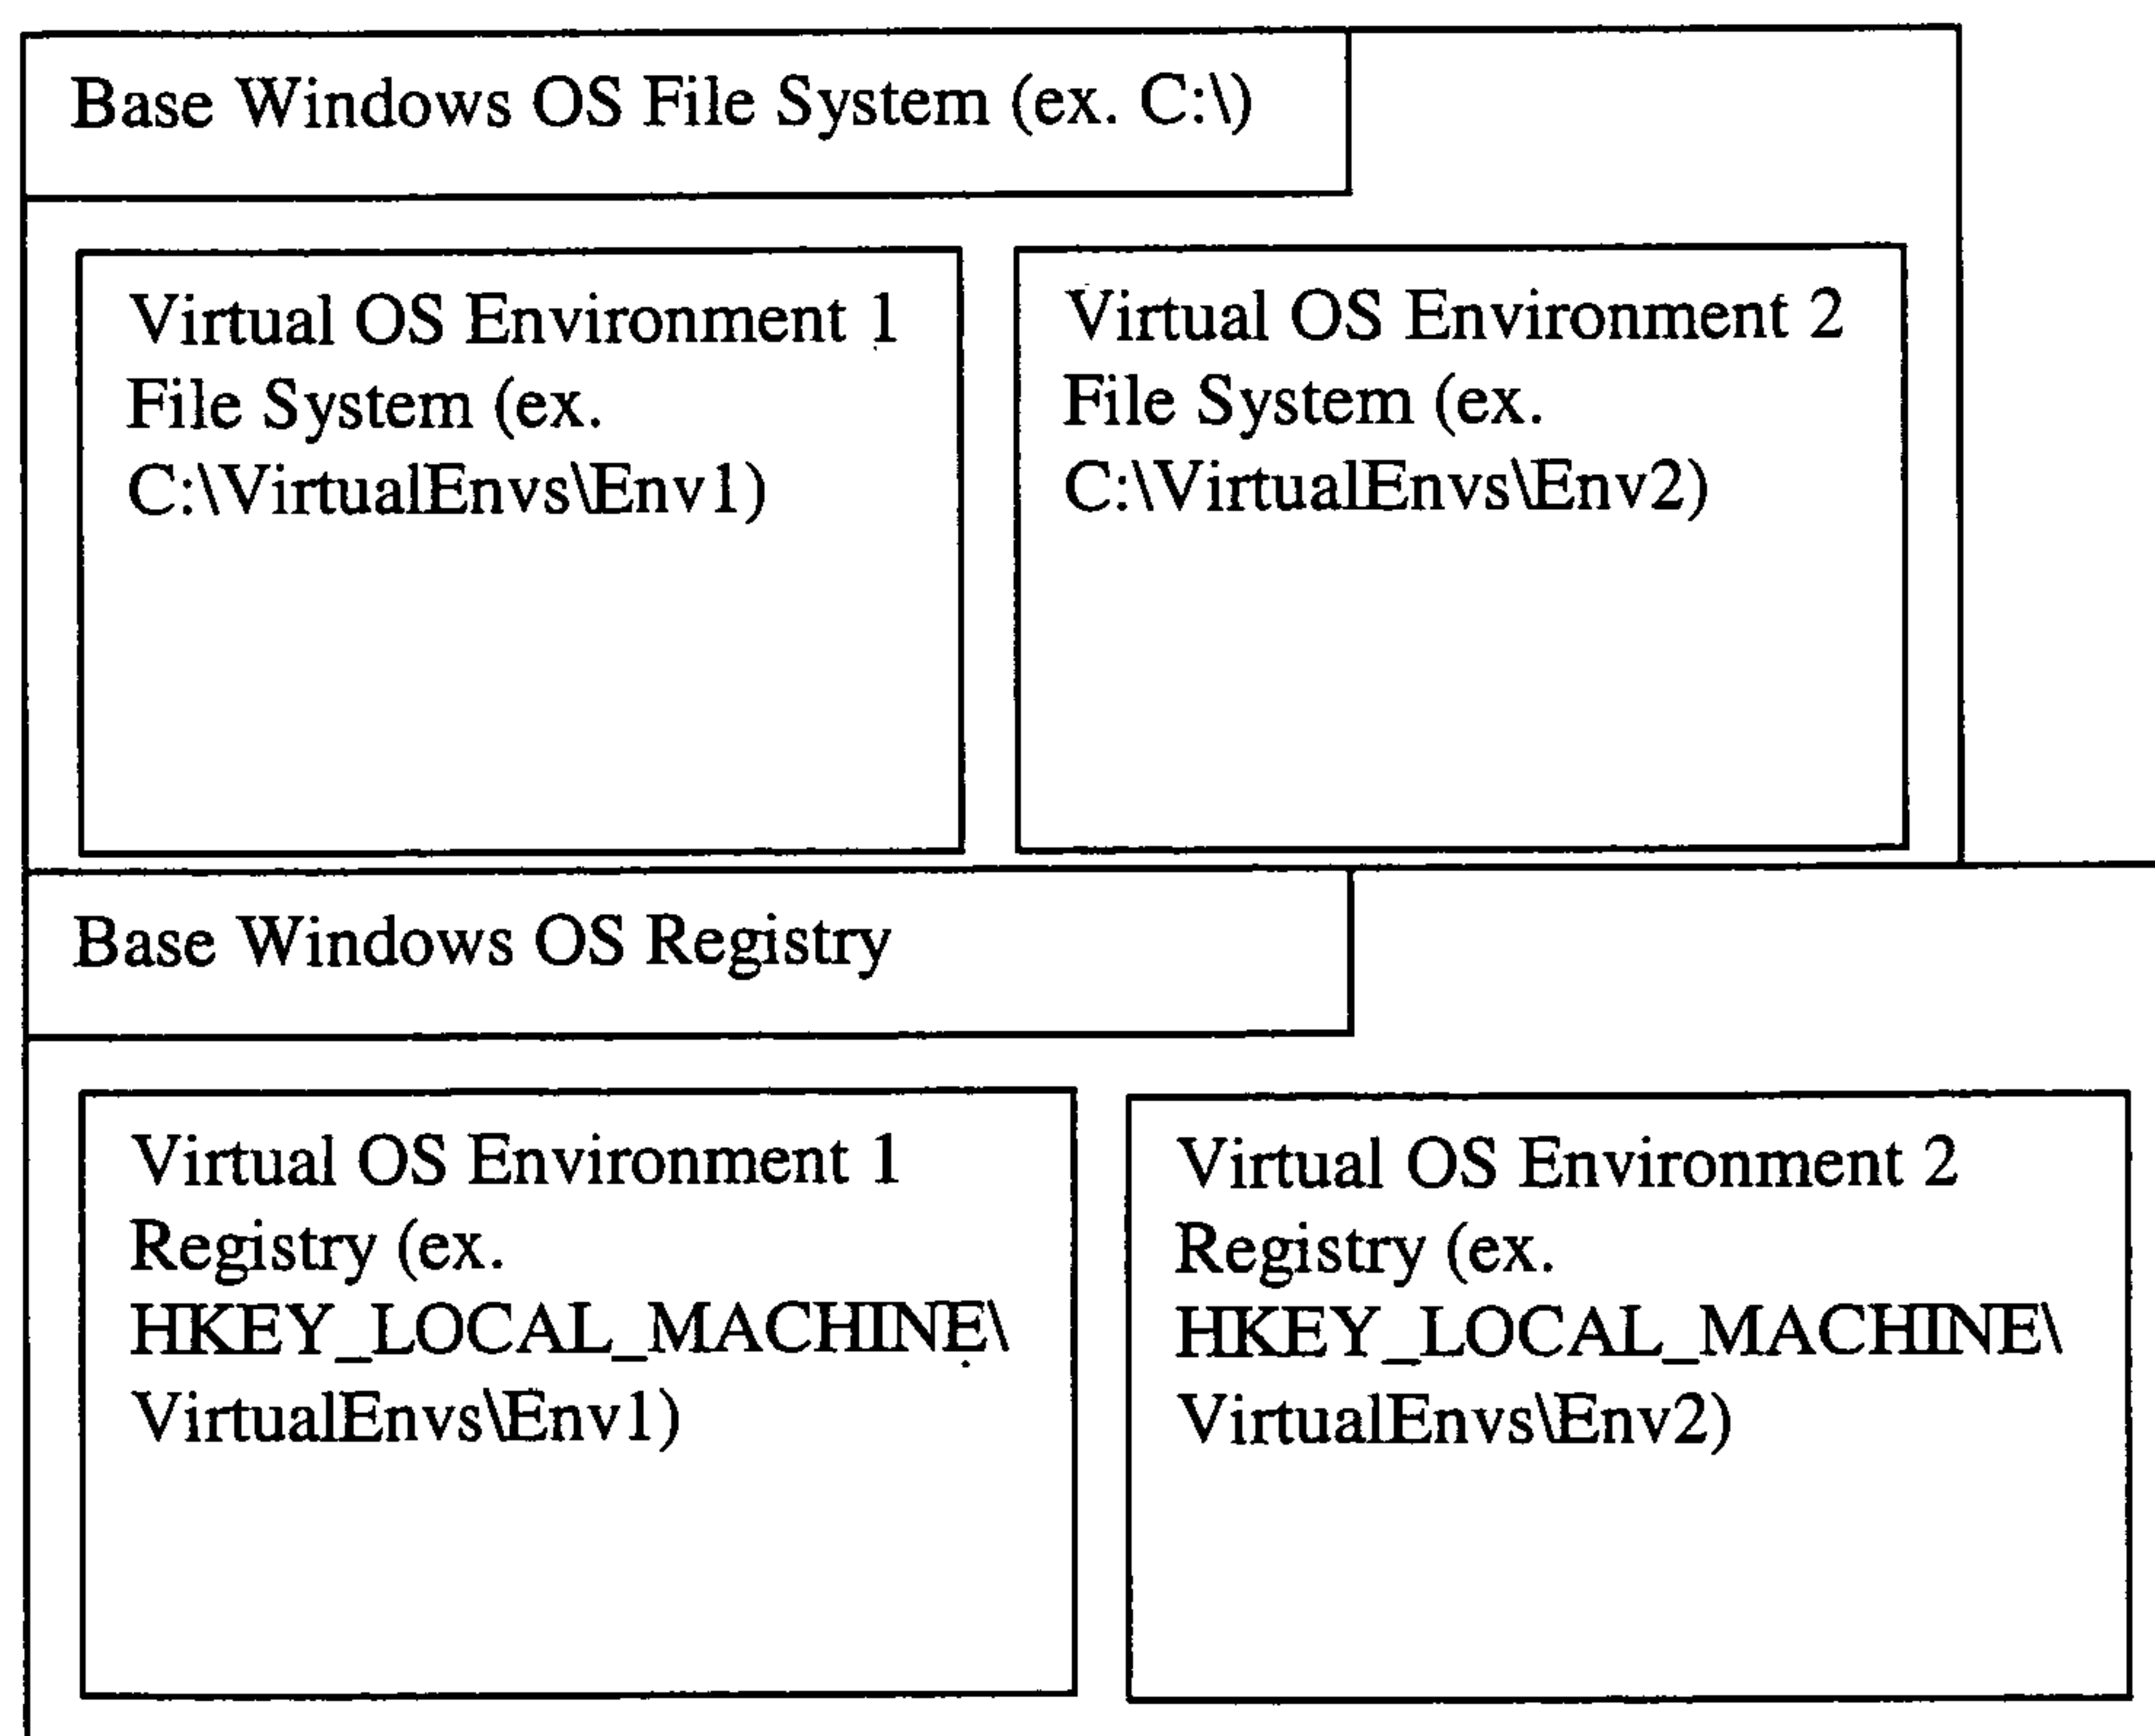 Base Windows OS File System (ex. C:\)
Virtual OS Environment 1
File System (ex.
C:\VirtualEnvs\Env1)
Virtual OS Environment 2
File System (ex.
C:\VirtualEnvs\Env2)
Base Windows OS Registry
Virtual OS Environment 1
Registry (ex.
HKEY_LOCAL_MACHINE\
VirtualEnvs\Env1)
Virtual OS Environment 2
Registry (ex.
HKEY_LOCAL_MACHINE\
VirtualEnvs\Env2)